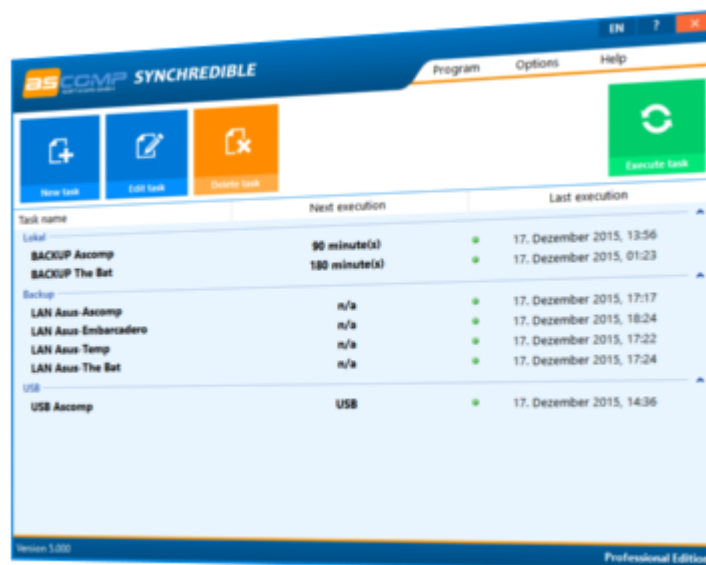 EN ?
ascomp SYNCHREDIBLE
Program Options Help
New task Edit task Delete task Execute task
Task name Next execution Last execution
Lokal
BACKUP Ascomp 90 minute(s) 17. Dezember 2015, 13:56
BACKUP The Bat 180 minute(s) 17. Dezember 2015, 01:23
Backup
LAN Asus-Ascomp n/a 17. Dezember 2015, 17:17
LAN Asus-Embarcadero n/a 17. Dezember 2015, 18:24
LAN Asus-Temp n/a 17. Dezember 2015, 17:22
LAN Asus-The Bat n/a 17. Dezember 2015, 17:24
USB
USB Ascomp USB 17. Dezember 2015, 14:36
Version 5.000 Professional Edition